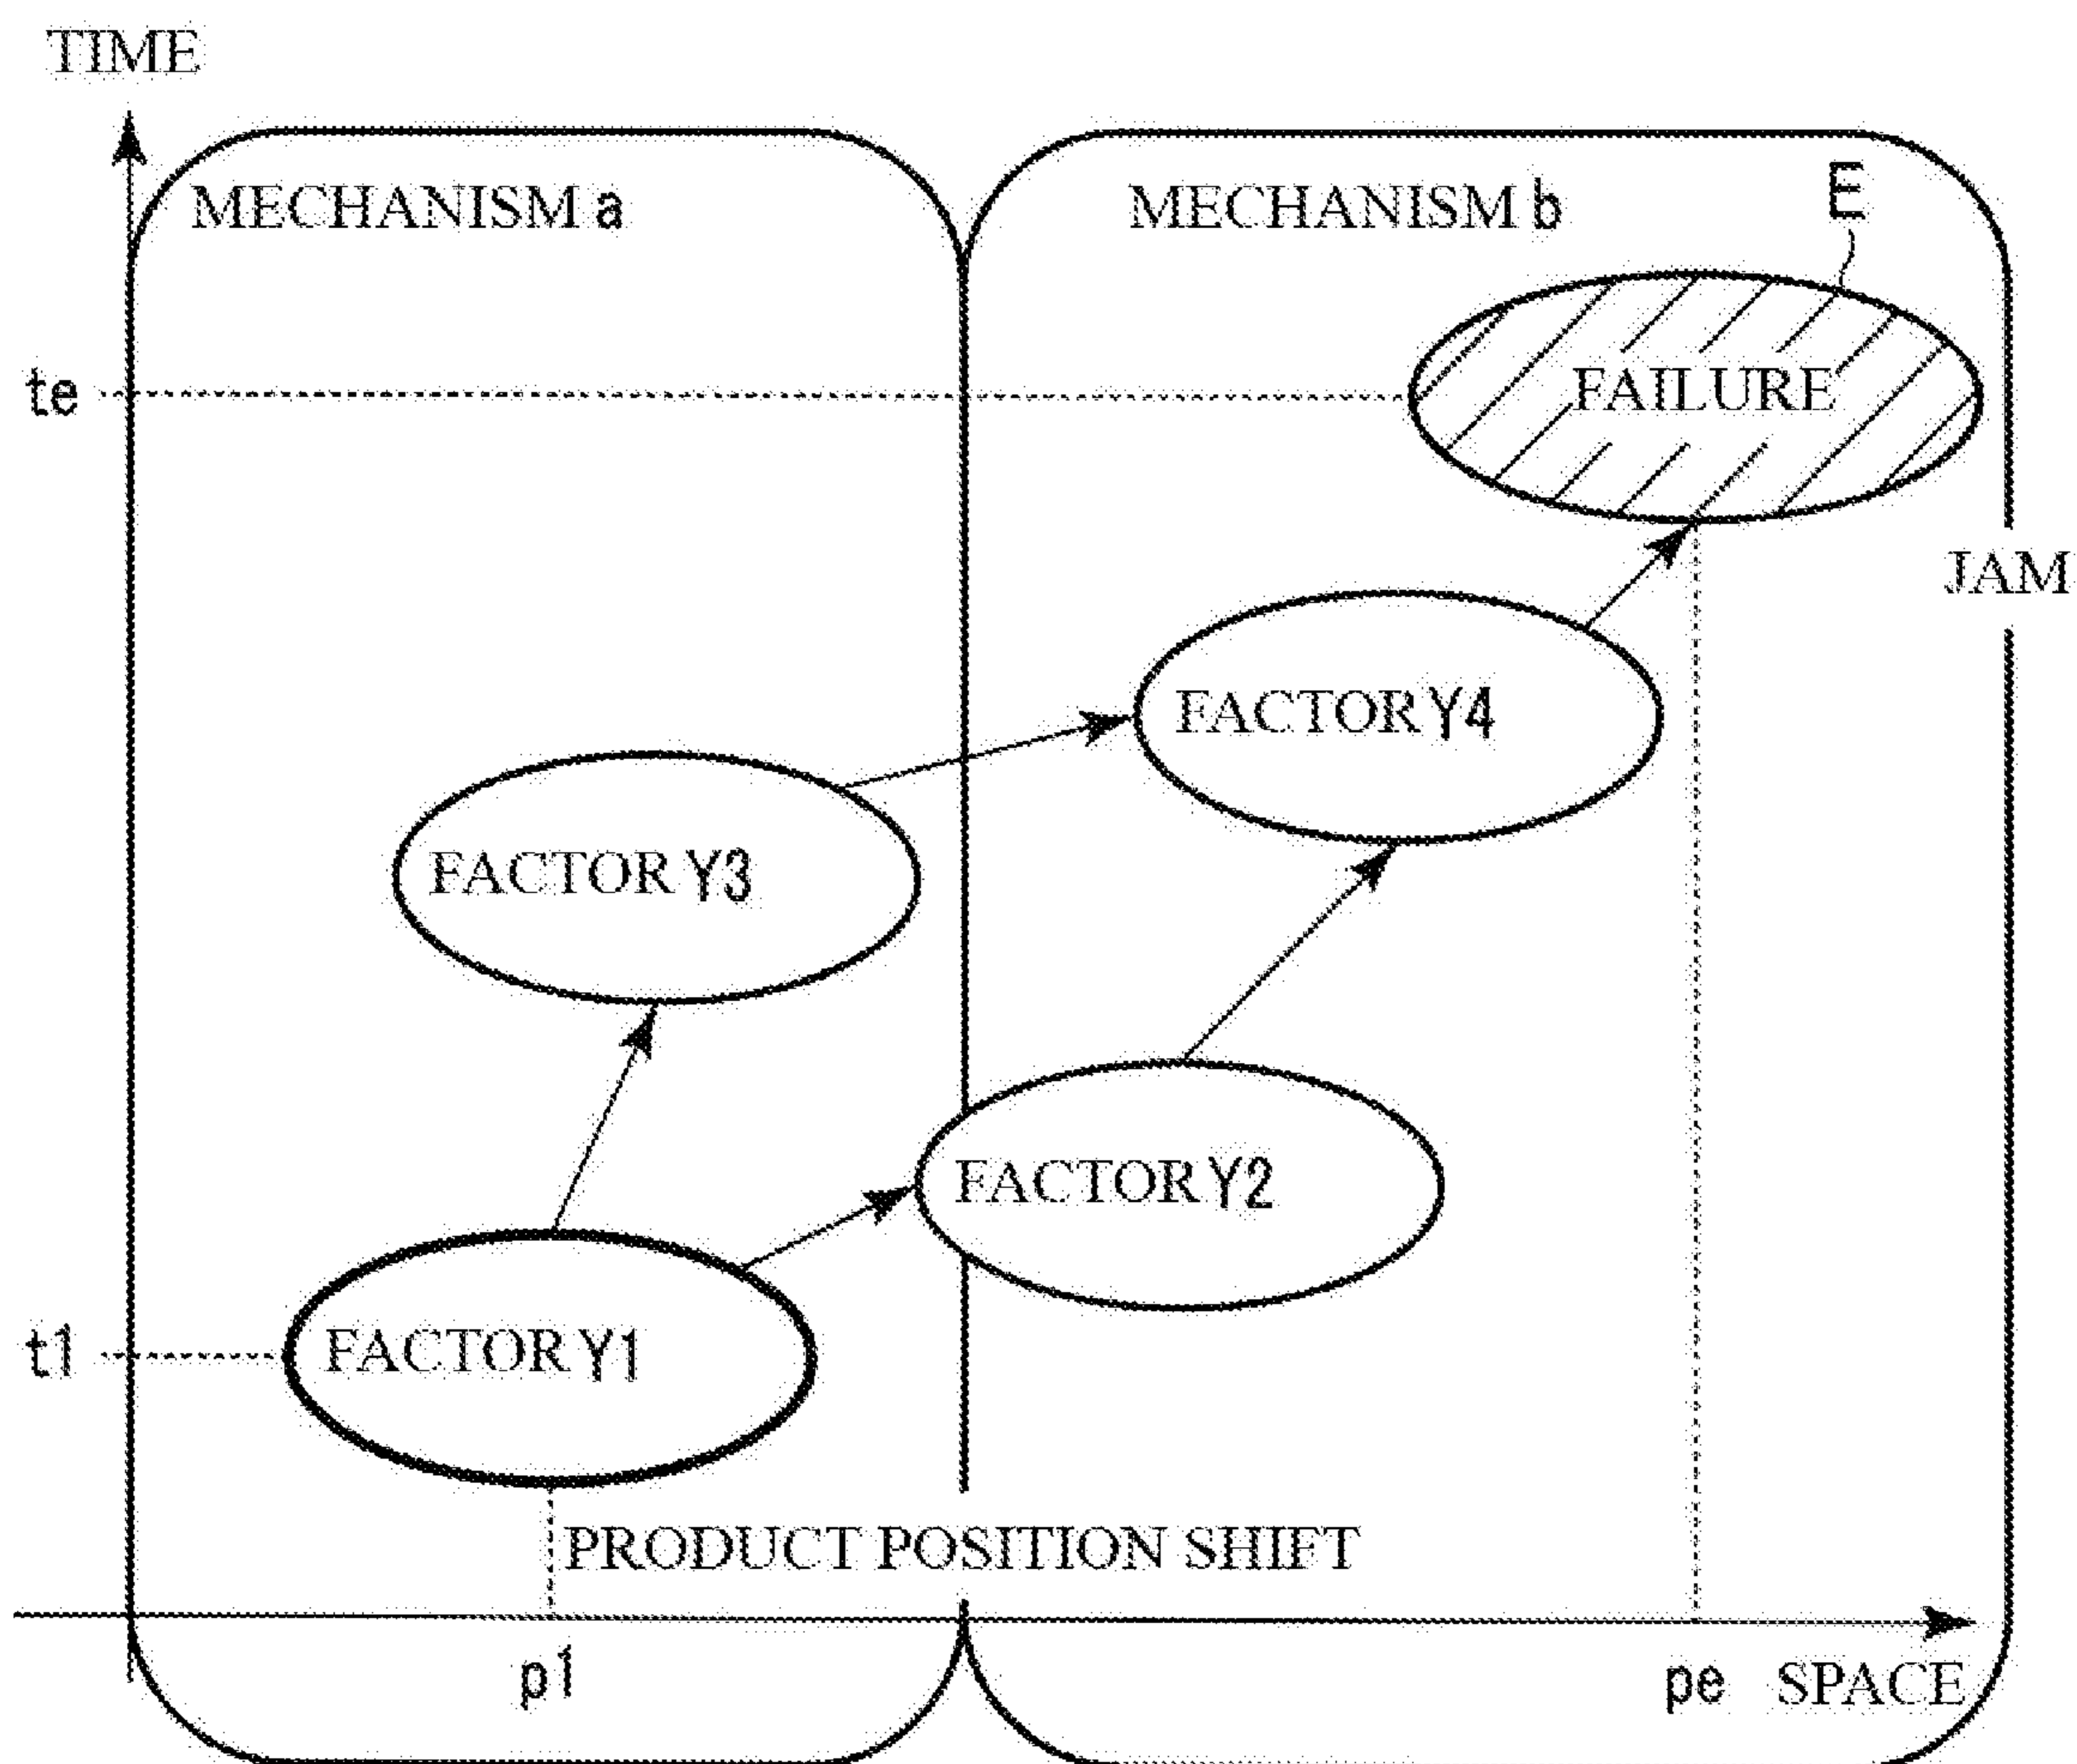 TIME
MECHANISM a
MECHANISM b
E
te
FAILURE
JAM
FACTOR Y4
FACTOR Y3
FACTOR Y2
t1
FACTOR Y1
PRODUCT POSITION SHIFT
p1
pe
SPACE